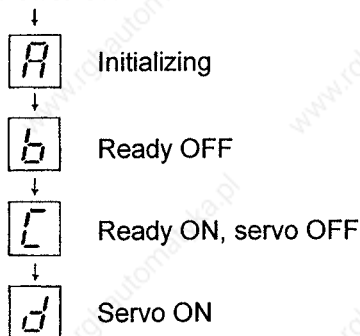 A Initializing
b Ready OFF
C Ready ON, servo OFF
d Servo ON